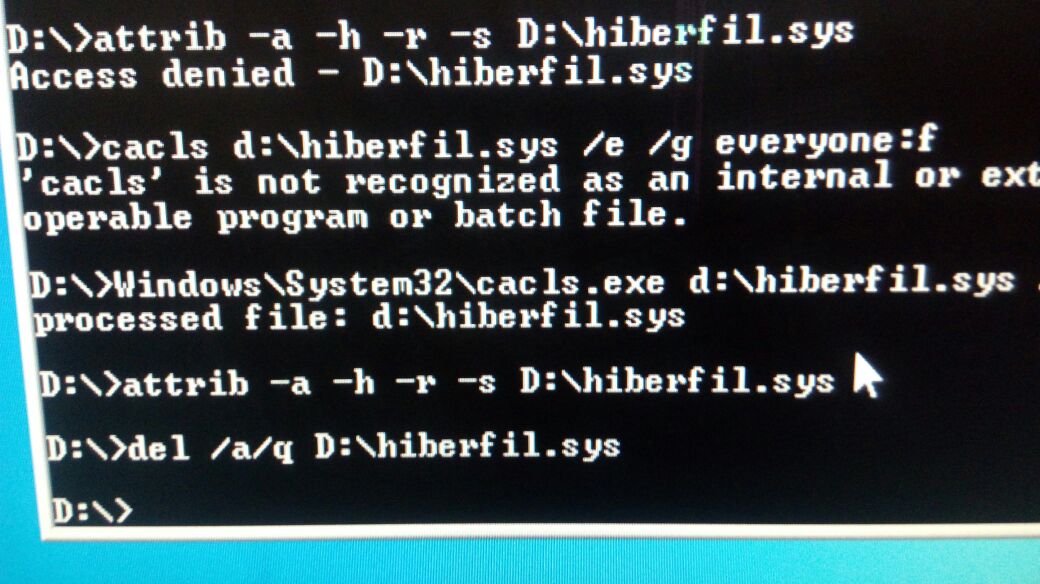 D:\>attrib -a -h -r -s D:\hiberfil.sys
Access denied - D:\hiberfil.sys
D:\>cacls d:\hiberfil.sys /e /g everyone:f
'cacls' is not recognized as an internal or ext
operable program or batch file.
D:\>Windows\System32\cacls.exe d:\hiberfil.sys
processed file: d:\hiberfil.sys
D:\>attrib -a -h -r -s D:\hiberfil.sys
D:\>del /a/q D:\hiberfil.sys
D:\>